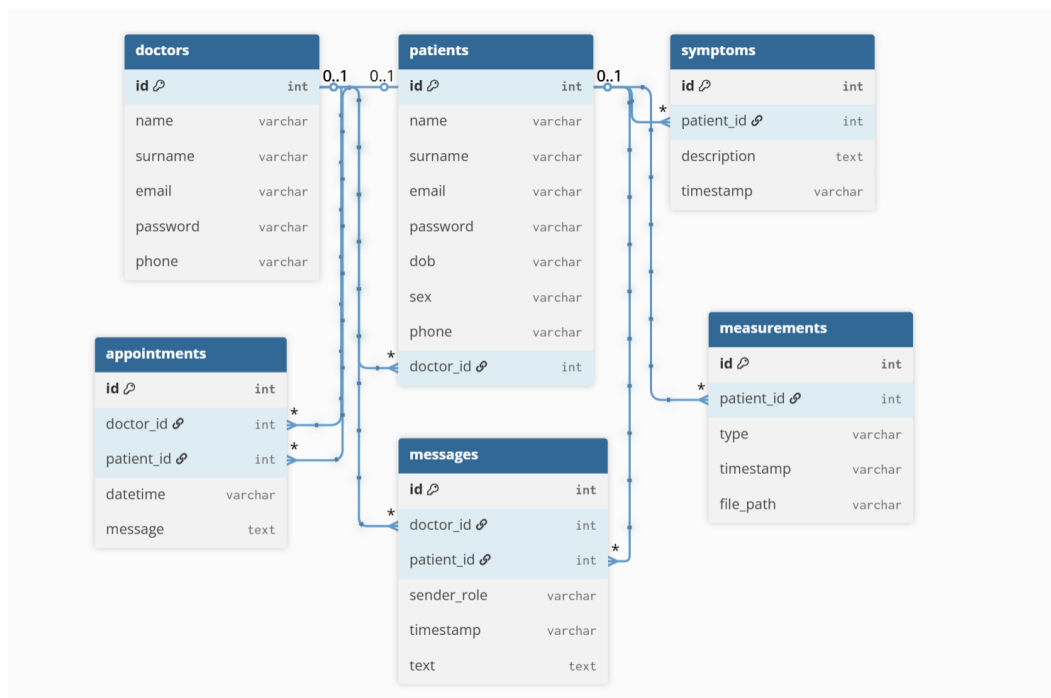 doctors
id int
name varchar
surname varchar
email varchar
password varchar
phone varchar
0..1
0..1
patients
id int
name varchar
surname varchar
email varchar
password varchar
dob varchar
sex varchar
phone varchar
doctor_id int
*
0..1
symptoms
id int
patient_id int
description text
timestamp varchar
*
appointments
id int
doctor_id int
patient_id int
datetime varchar
message text
*
*
messages
id int
doctor_id int
patient_id int
sender_role varchar
timestamp varchar
text text
*
*
measurements
id int
patient_id int
type varchar
timestamp varchar
file_path varchar
*